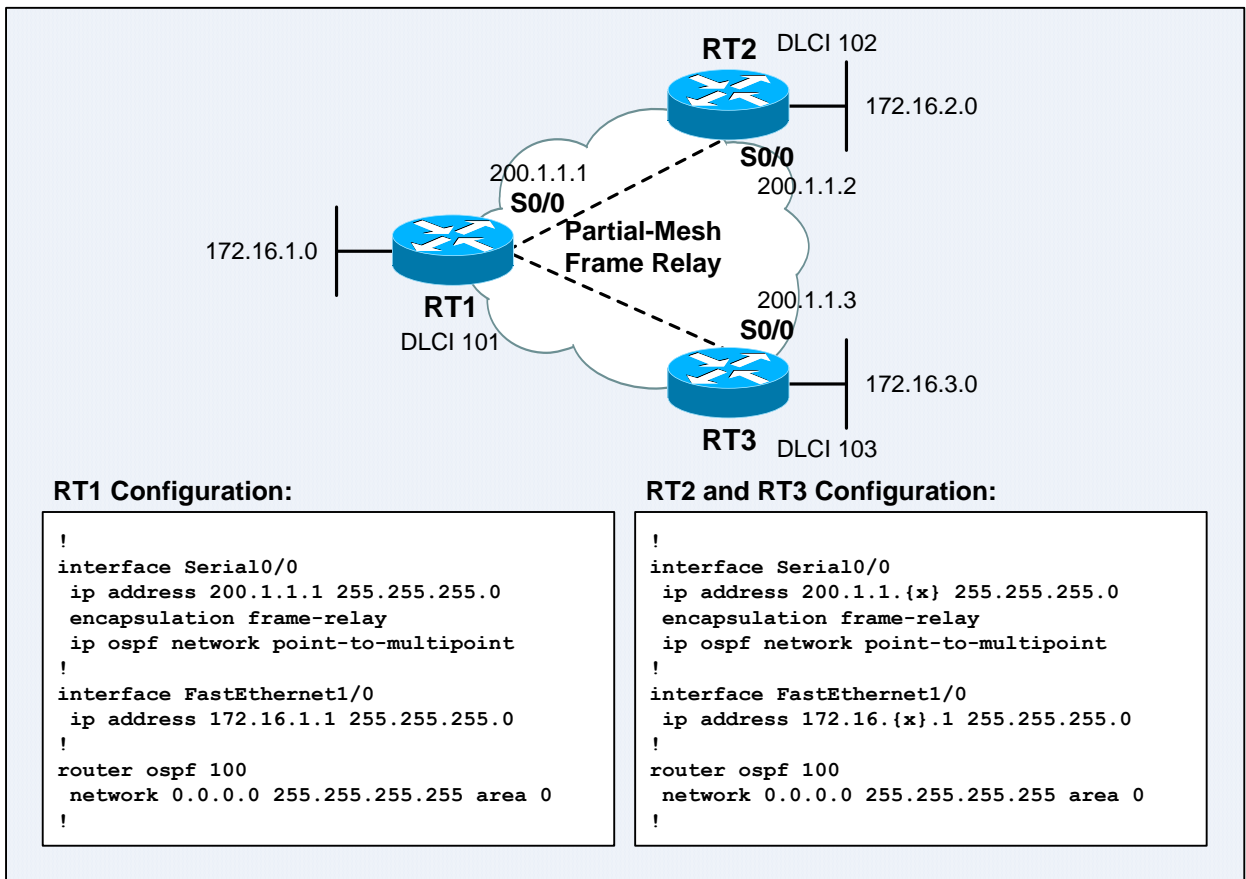 RT2
DLCI 102
172.16.2.0
S0/0
200.1.1.2
200.1.1.1
S0/0
Partial-Mesh
Frame Relay
172.16.1.0
RT1
DLCI 101
200.1.1.3
S0/0
172.16.3.0
RT3
DLCI 103
RT1 Configuration:
!
interface Serial0/0
 ip address 200.1.1.1 255.255.255.0
 encapsulation frame-relay
 ip ospf network point-to-multipoint
!
interface FastEthernet1/0
 ip address 172.16.1.1 255.255.255.0
!
router ospf 100
 network 0.0.0.0 255.255.255.255 area 0
!
RT2 and RT3 Configuration:
!
interface Serial0/0
 ip address 200.1.1.{x} 255.255.255.0
 encapsulation frame-relay
 ip ospf network point-to-multipoint
!
interface FastEthernet1/0
 ip address 172.16.{x}.1 255.255.255.0
!
router ospf 100
 network 0.0.0.0 255.255.255.255 area 0
!